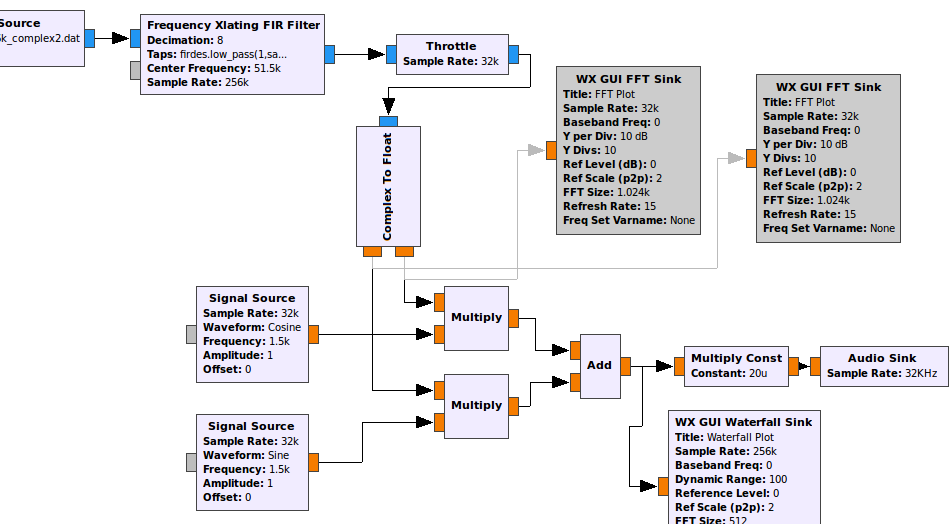 Source
k_complex2.dat
Frequency Xlating FIR Filter
Decimation: 8
Taps: firdes.low_pass(1,sa...
Center Frequency: 51.5k
Sample Rate: 256k
Throttle
Sample Rate: 32k
Complex To Float
WX GUI FFT Sink
Title: FFT Plot
Sample Rate: 32k
Baseband Freq: 0
Y per Div: 10 dB
Y Divs: 10
Ref Level (dB): 0
Ref Scale (p2p): 2
FFT Size: 1.024k
Refresh Rate: 15
Freq Set Varname: None
WX GUI FFT Sink
Title: FFT Plot
Sample Rate: 32k
Baseband Freq: 0
Y per Div: 10 dB
Y Divs: 10
Ref Level (dB): 0
Ref Scale (p2p): 2
FFT Size: 1.024k
Refresh Rate: 15
Freq Set Varname: None
Signal Source
Sample Rate: 32k
Waveform: Cosine
Frequency: 1.5k
Amplitude: 1
Offset: 0
Multiply
Signal Source
Sample Rate: 32k
Waveform: Sine
Frequency: 1.5k
Amplitude: 1
Offset: 0
Multiply
Add
Multiply Const
Constant: 20u
Audio Sink
Sample Rate: 32KHz
WX GUI Waterfall Sink
Title: Waterfall Plot
Sample Rate: 256k
Baseband Freq: 0
Dynamic Range: 100
Reference Level: 0
Ref Scale (p2p): 2
FFT Size: 512